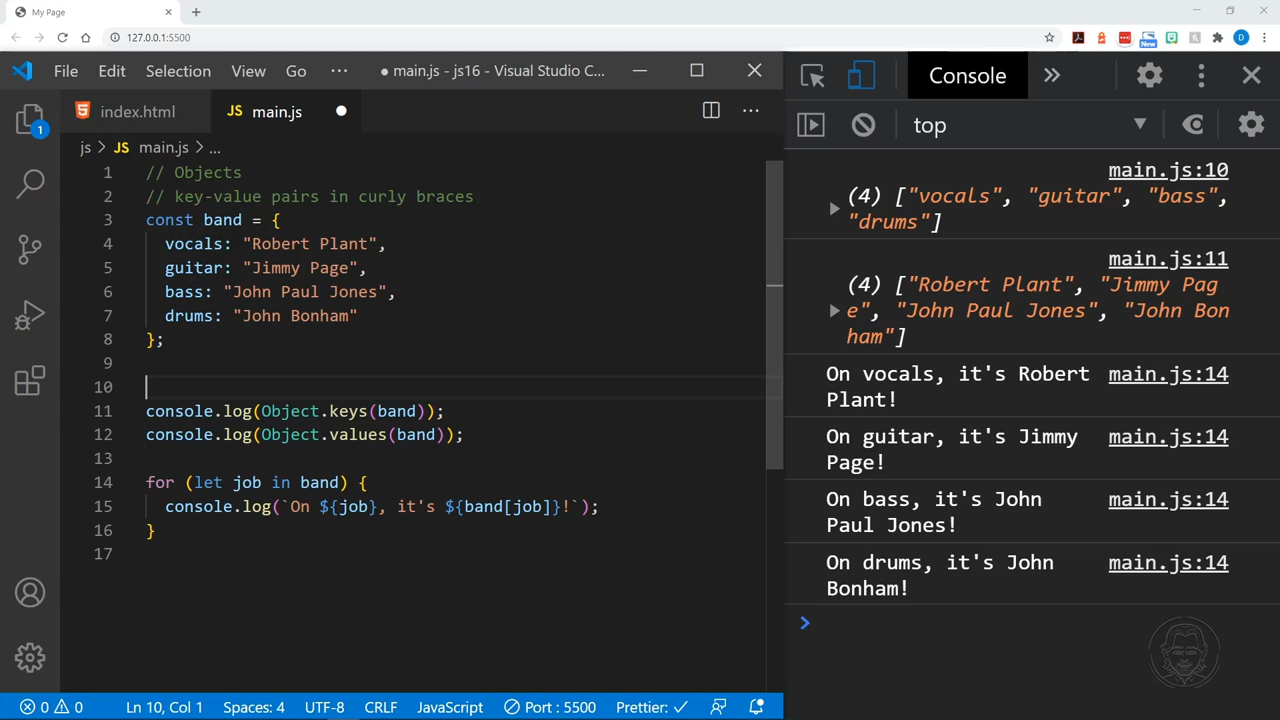 My Page
127.0.0.1:5500
New
D
File Edit Selection View Go ··· ● main.js - js16 - Visual Studio C...
Console
index.html
JS main.js
top
js > JS main.js > ...
1
1 // Objects
2 // key-value pairs in curly braces
3 const band = {
4 vocals: "Robert Plant",
5 guitar: "Jimmy Page",
6 bass: "John Paul Jones",
7 drums: "John Bonham"
8 };
9
10
11 console.log(Object.keys(band));
12 console.log(Object.values(band));
13
14 for (let job in band) {
15 console.log(`On ${job}, it's ${band[job]}!`);
16 }
17
main.js:10
(4) ["vocals", "guitar", "bass",
"drums"]
main.js:11
(4) ["Robert Plant", "Jimmy Pag
e", "John Paul Jones", "John Bon
ham"]
On vocals, it's Robert main.js:14
Plant!
On guitar, it's Jimmy main.js:14
Page!
On bass, it's John main.js:14
Paul Jones!
On drums, it's John main.js:14
Bonham!
>
0 0 Ln 10, Col 1 Spaces: 4 UTF-8 CRLF JavaScript Port : 5500 Prettier: ✓